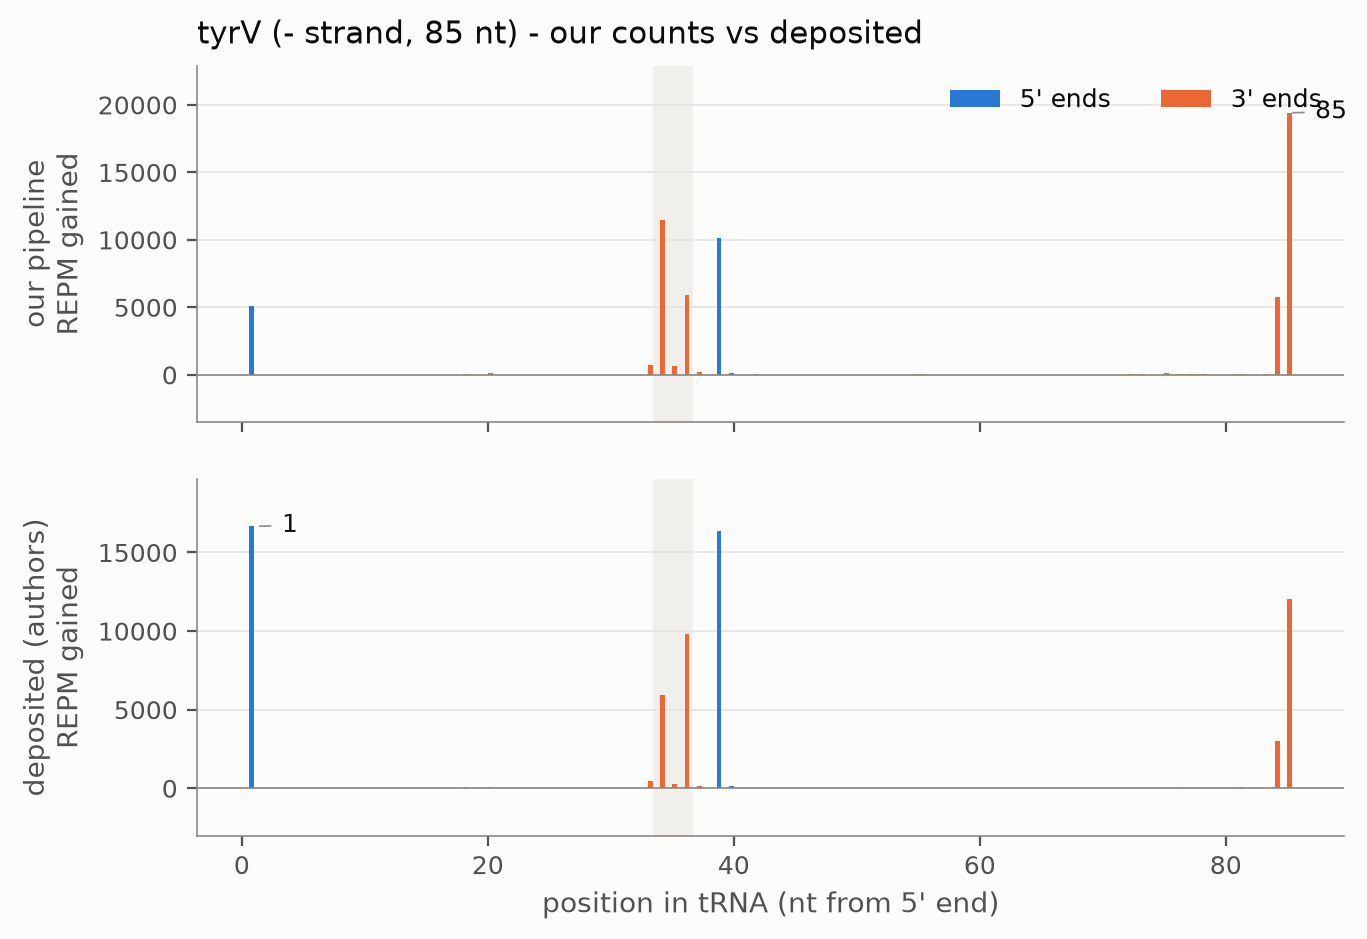 tyrV (- strand, 85 nt) - our counts vs deposited
5' ends
3' ends
85
our pipeline
REPM gained
20000
15000
10000
5000
0
1
deposited (authors)
REPM gained
15000
10000
5000
0
0
20
40
60
80
position in tRNA (nt from 5' end)